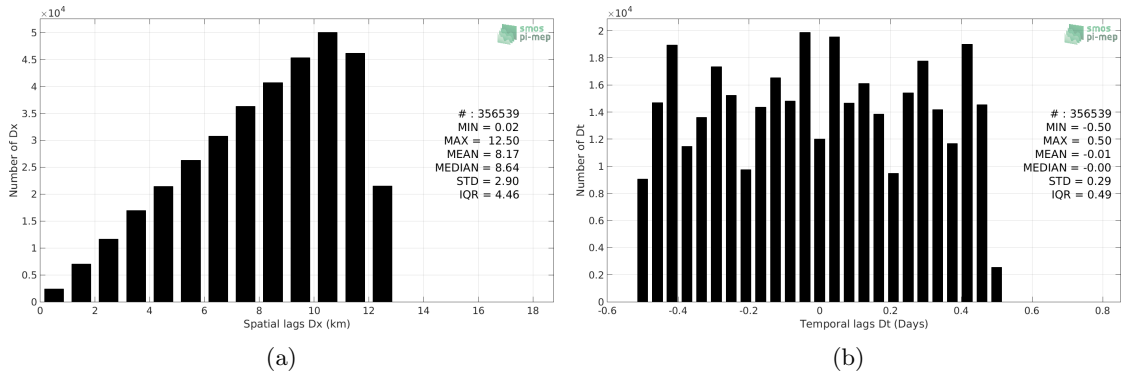 ×10⁴
smos
pi-mep
5
4.5
4
3.5
3
2.5
2
1.5
1
0.5
0
Number of Dx
# : 356539
MIN = 0.02
MAX = 12.50
MEAN = 8.17
MEDIAN = 8.64
STD = 2.90
IQR = 4.46
0 2 4 6 8 10 12 14 16 18
Spatial lags Dx (km)
(a)
×10⁴
smos
pi-mep
2
1.8
1.6
1.4
1.2
1
0.8
0.6
0.4
0.2
0
Number of Dt
# : 356539
MIN = -0.50
MAX = 0.50
MEAN = -0.01
MEDIAN = -0.00
STD = 0.29
IQR = 0.49
-0.6 -0.4 -0.2 0 0.2 0.4 0.6 0.8
Temporal lags Dt (Days)
(b)